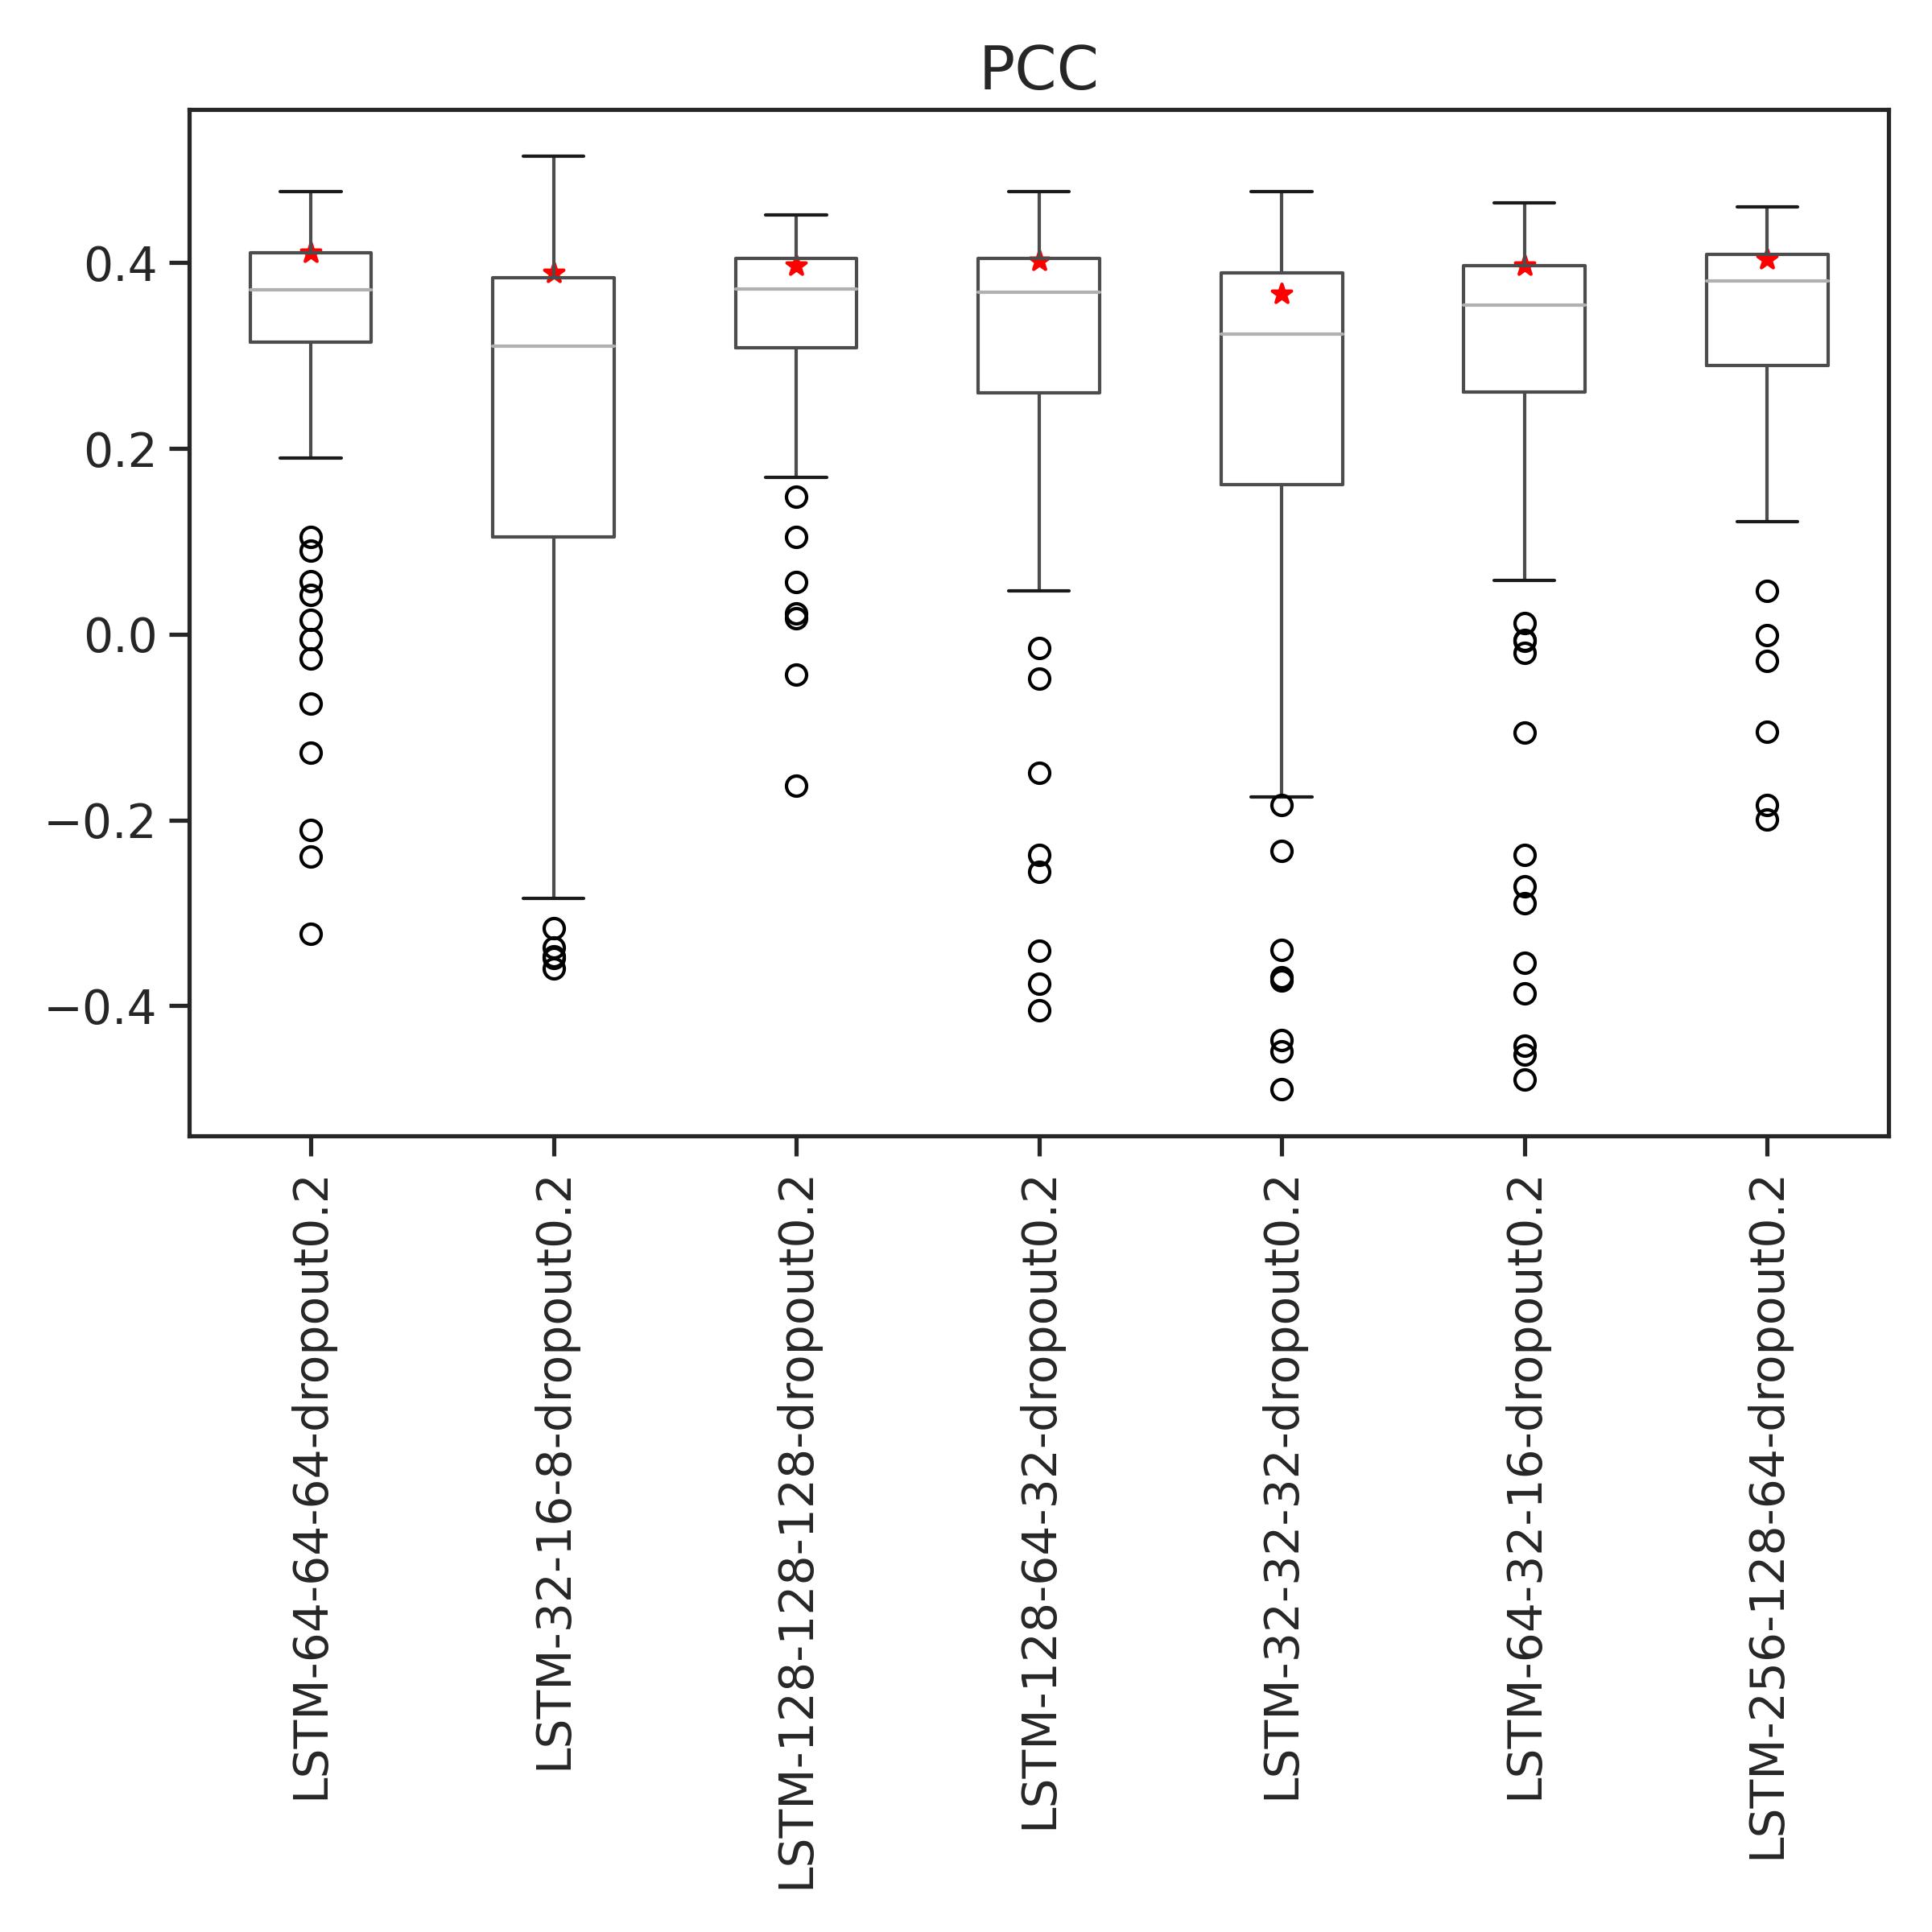 PCC
0.4
0.2
0.0
−0.2
−0.4
LSTM-64-64-64-dropout0.2
LSTM-32-16-8-dropout0.2
LSTM-128-128-128-dropout0.2
LSTM-128-64-32-dropout0.2
LSTM-32-32-32-dropout0.2
LSTM-64-32-16-dropout0.2
LSTM-256-128-64-dropout0.2